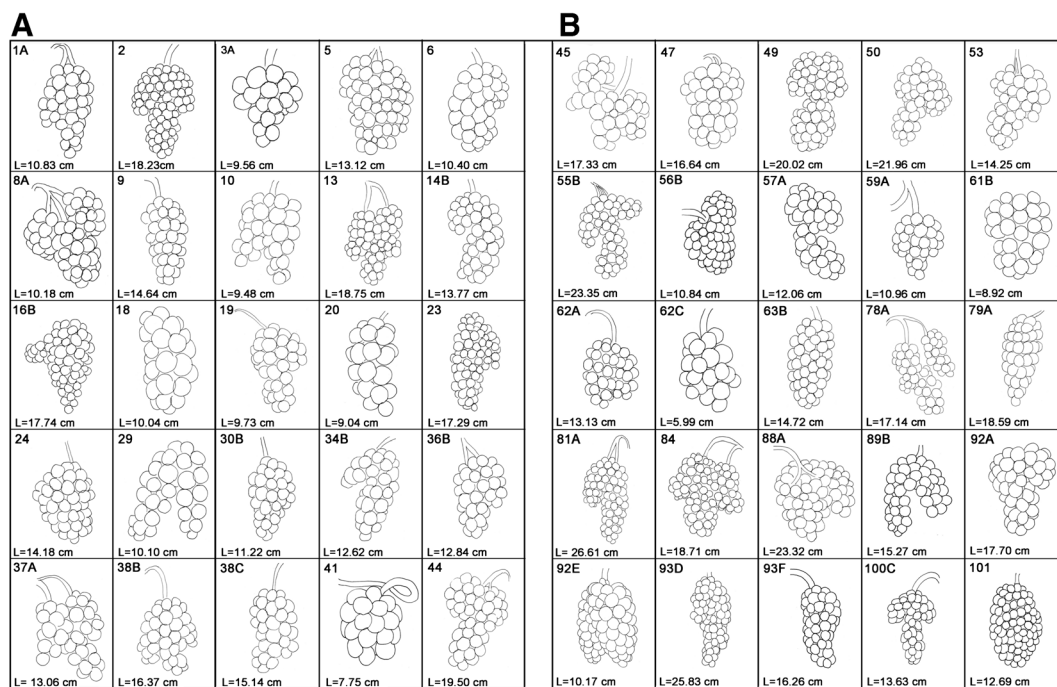 A
B
1A 2 3A 5 6
L=10.83 cm L=18.23cm L=9.56 cm L=13.12 cm L=10.40 cm
8A 9 10 13 14B
L=10.18 cm L=14.64 cm L=9.48 cm L=18.75 cm L=13.77 cm
16B 18 19 20 23
L=17.74 cm L=10.04 cm L=9.73 cm L=9.04 cm L=17.29 cm
24 29 30B 34B 36B
L=14.18 cm L=10.10 cm L=11.22 cm L=12.62 cm L=12.84 cm
37A 38B 38C 41 44
L= 13.06 cm L=16.37 cm L=15.14 cm L=7.75 cm L=19.50 cm
45 47 49 50 53
L=17.33 cm L=16.64 cm L=20.02 cm L=21.96 cm L=14.25 cm
55B 56B 57A 59A 61B
L=23.35 cm L=10.84 cm L=12.06 cm L=10.96 cm L=8.92 cm
62A 62C 63B 78A 79A
L=13.13 cm L=5.99 cm L=14.72 cm L=17.14 cm L=18.59 cm
81A 84 88A 89B 92A
L= 26.61 cm L=18.71 cm L=23.32 cm L=15.27 cm L=17.70 cm
92E 93D 93F 100C 101
L=10.17 cm L=25.83 cm L=16.26 cm L=13.63 cm L=12.69 cm